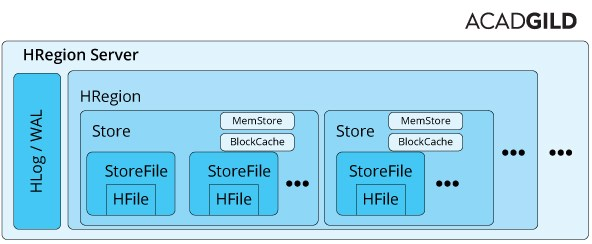 ACADGILD
HRegion Server
HLog / WAL
HRegion
Store
MemStore
BlockCache
StoreFile
HFile
StoreFile
HFile
•••
Store
MemStore
BlockCache
StoreFile
HFile
•••
•••
•••